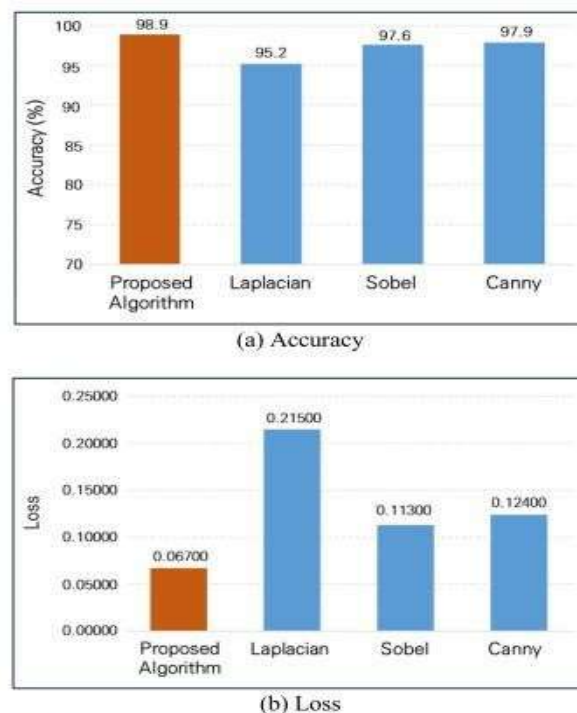 100
95
90
85
80
75
70
Accuracy (%)
98.9
95.2
97.6
97.9
Proposed
Algorithm
Laplacian
Sobel
Canny
(a) Accuracy
0.25000
0.20000
0.15000
0.10000
0.05000
0.00000
Loss
0.06700
0.21500
0.11300
0.12400
Proposed
Algorithm
Laplacian
Sobel
Canny
(b) Loss